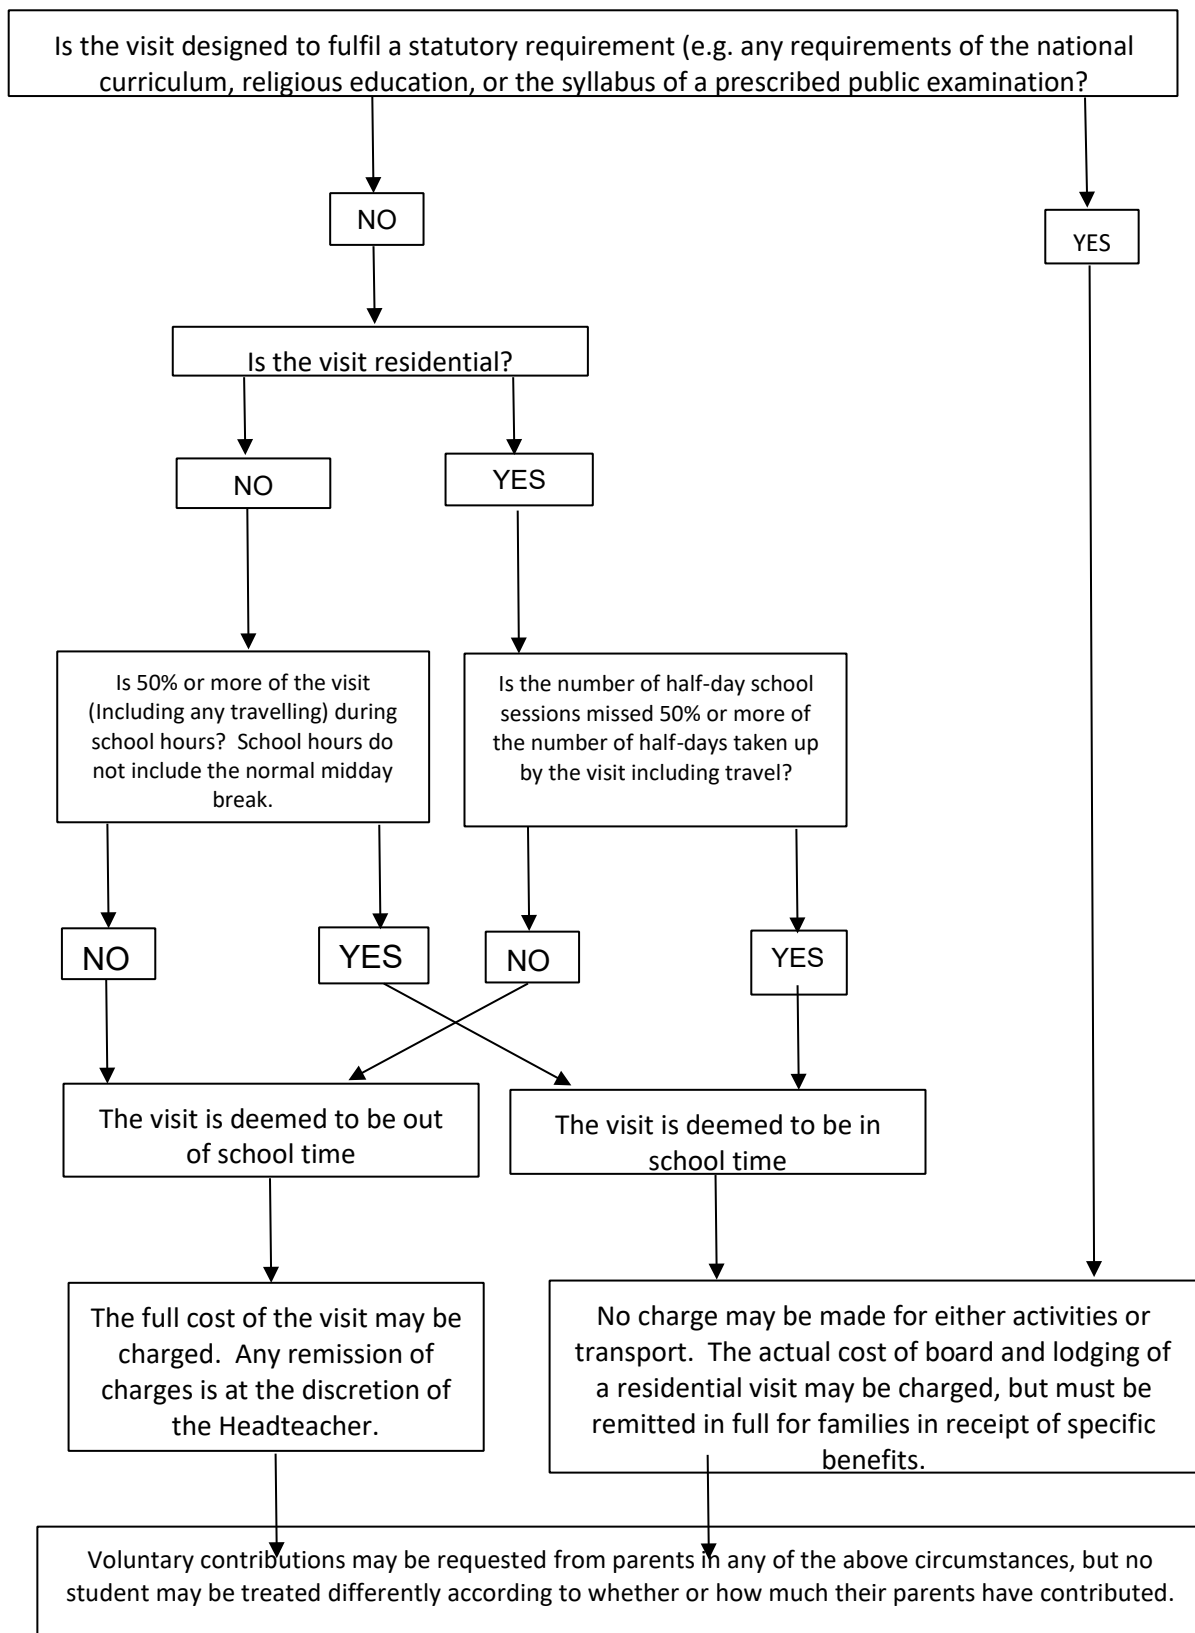 Is the visit designed to fulfil a statutory requirement (e.g. any requirements of the national
curriculum, religious education, or the syllabus of a prescribed public examination?
NO
YES
Is the visit residential?
NO
YES
Is 50% or more of the visit
(Including any travelling) during
school hours?  School hours do
not include the normal midday
break.
Is the number of half-day school
sessions missed 50% or more of
the number of half-days taken up
by the visit including travel?
NO
YES
NO
YES
The visit is deemed to be out
of school time
The visit is deemed to be in
school time
The full cost of the visit may be
charged.  Any remission of
charges is at the discretion of
the Headteacher.
No charge may be made for either activities or
transport.  The actual cost of board and lodging of
a residential visit may be charged, but must be
remitted in full for families in receipt of specific
benefits.
Voluntary contributions may be requested from parents in any of the above circumstances, but no
student may be treated differently according to whether or how much their parents have contributed.